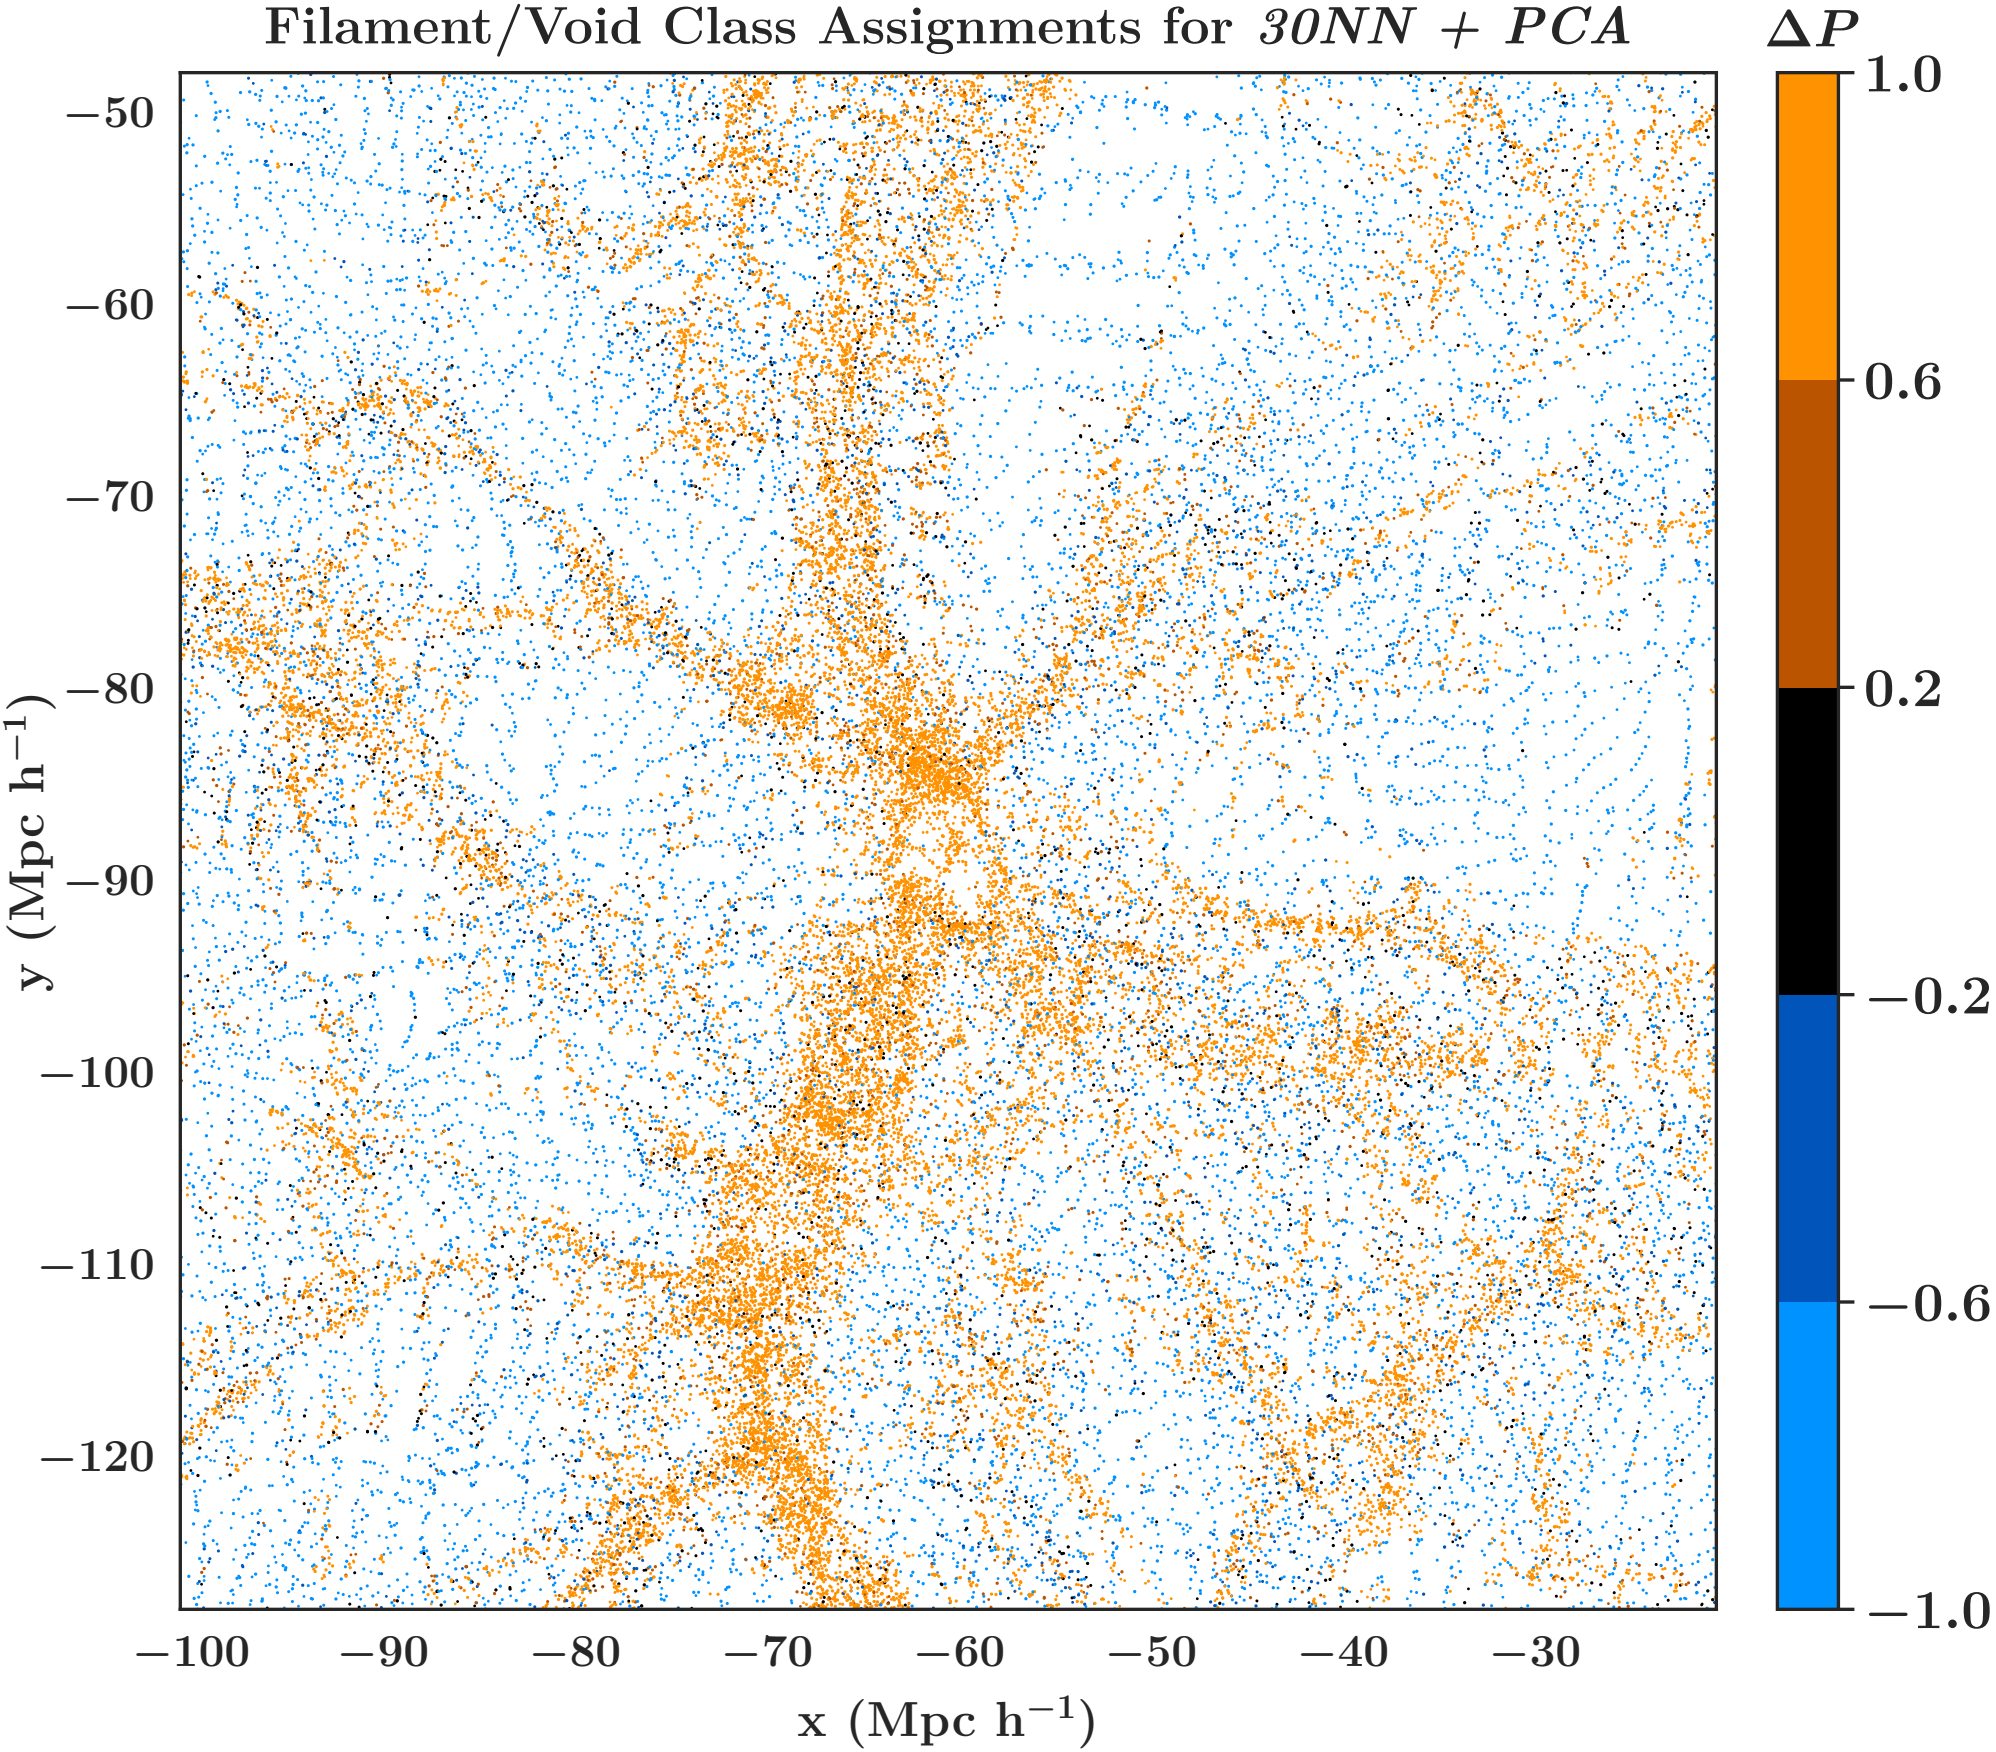 Filament/Void Class Assignments for 30NN + PCA
ΔP
1.0
0.6
0.2
−0.2
−0.6
−1.0
y (Mpc h⁻¹)
−50
−60
−70
−80
−90
−100
−110
−120
−100 −90 −80 −70 −60 −50 −40 −30
x (Mpc h⁻¹)